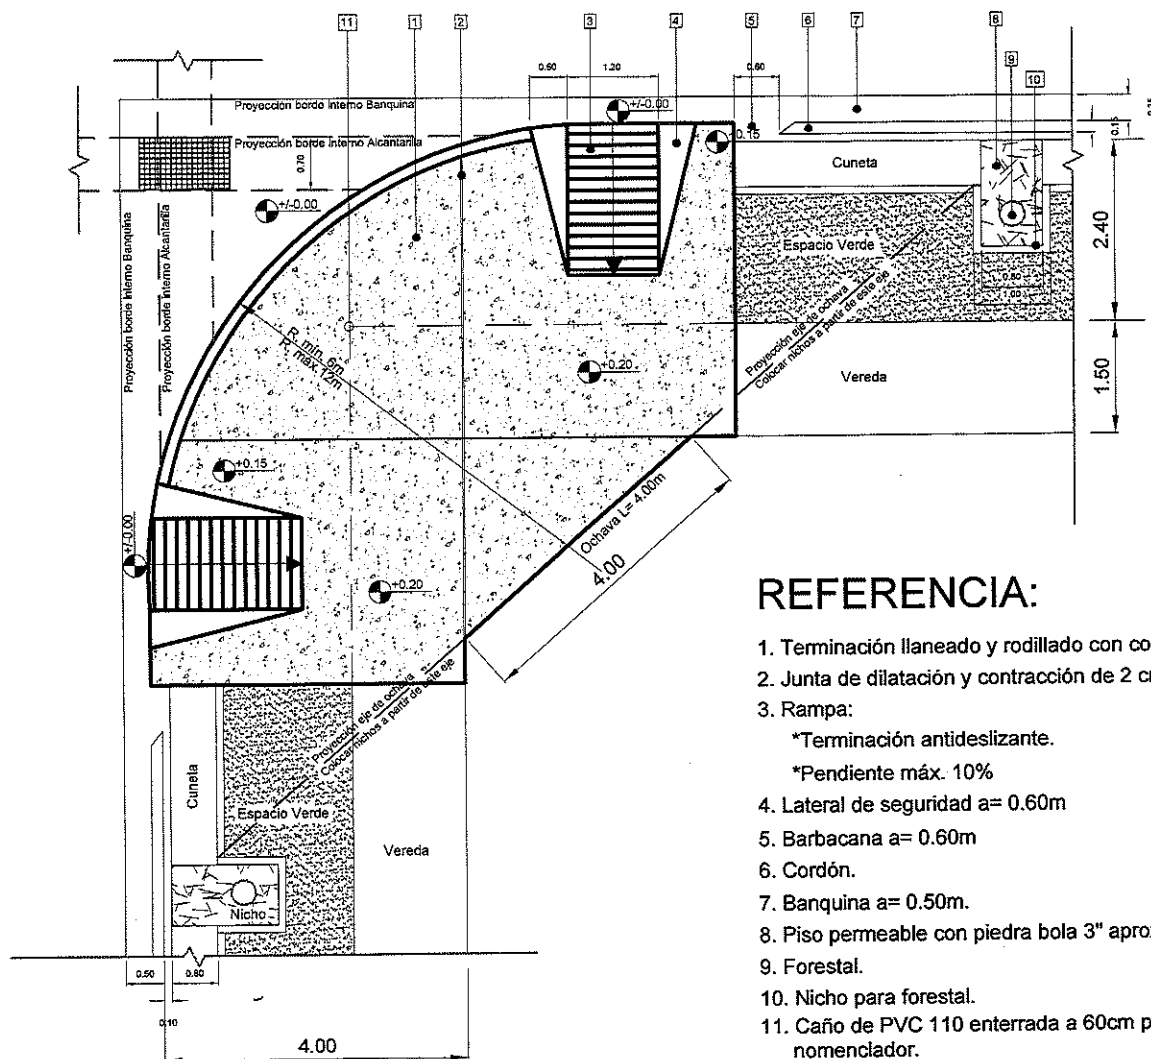 11
1
2
3
4
5
6
7
8
9
10
0.60
1.20
0.60
Proyección borde Interno Banquina
+/-0.00
Proyección borde Interno Alcantarilla
0.15
0.15
Cuneta
0.70
+/-0.00
Espacio Verde
2.40
Proyección borde Interno Banquina
Proyección borde Interno Alcantarilla
0.80
Proyección eje de ochava
Colocar nichos a partir de este eje
R. mín. 6m
R. máx. 12m
+0.20
Vereda
1.50
+0.15
Ochava L= 4.00m
4.00
+/-0.00
+0.20
Proyección eje de ochava
Colocar nichos a partir de este eje
Cuneta
Espacio Verde
Vereda
Nicho
0.50
0.80
0.10
4.00
REFERENCIA:
1. Terminación llaneado y rodillado con co
2. Junta de dilatación y contracción de 2 c
3. Rampa:
*Terminación antideslizante.
*Pendiente máx. 10%
4. Lateral de seguridad a= 0.60m
5. Barbacana a= 0.60m
6. Cordón.
7. Banquina a= 0.50m.
8. Piso permeable con piedra bola 3" apro
9. Forestal.
10. Nicho para forestal.
11. Caño de PVC 110 enterrada a 60cm p
nomenclador.